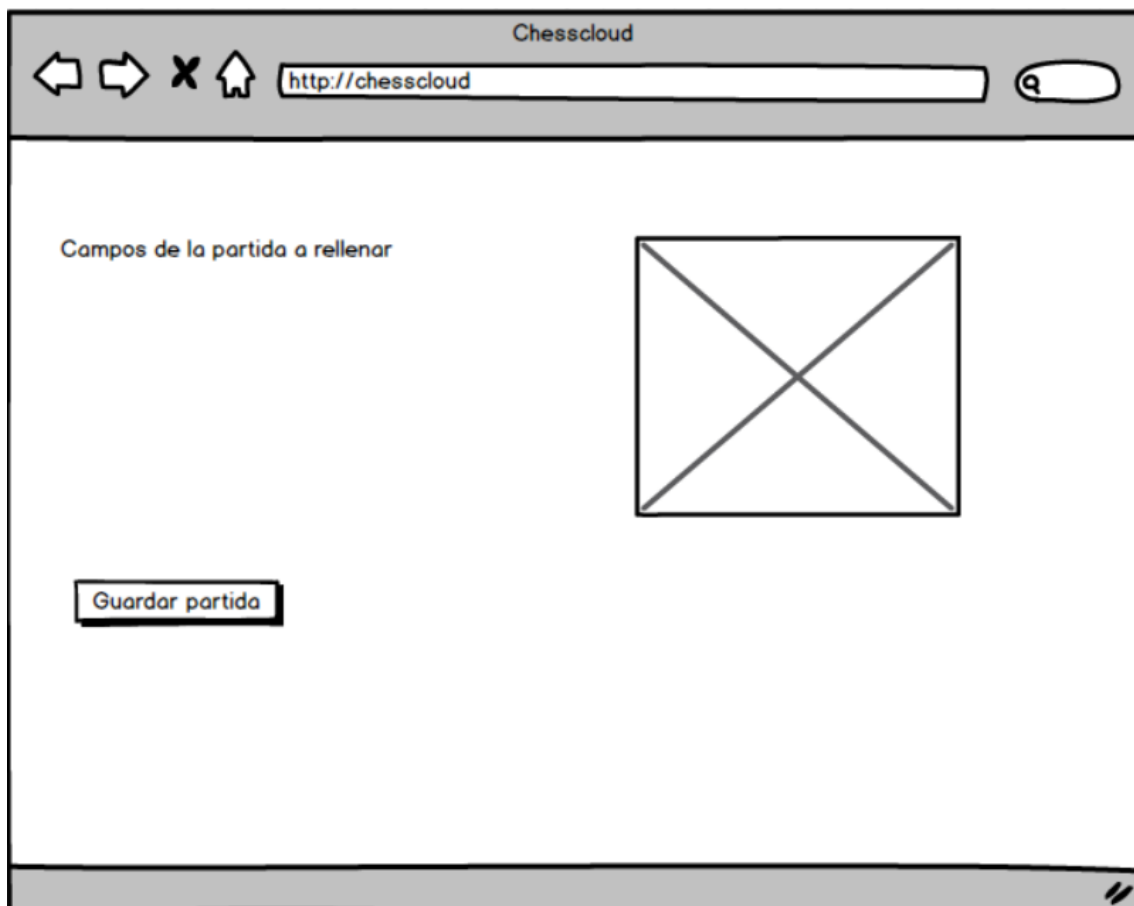 Chesscloud
http://chesscloud
Campos de la partida a rellenar
Guardar partida